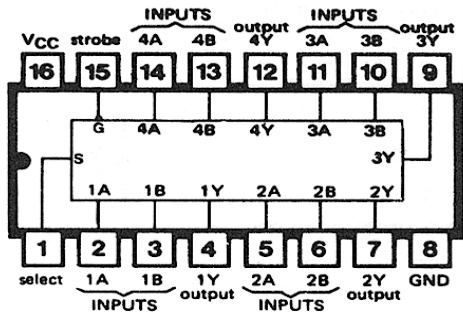 INPUTS output INPUTS output
VCC strobe 4A 4B 4Y 3A 3B 3Y
16 15 14 13 12 11 10 9
G 4A 4B 4Y 3A 3B
S 3Y
1A 1B 1Y 2A 2B 2Y
1 2 3 4 5 6 7 8
select 1A 1B 1Y 2A 2B 2Y GND
INPUTS output INPUTS output